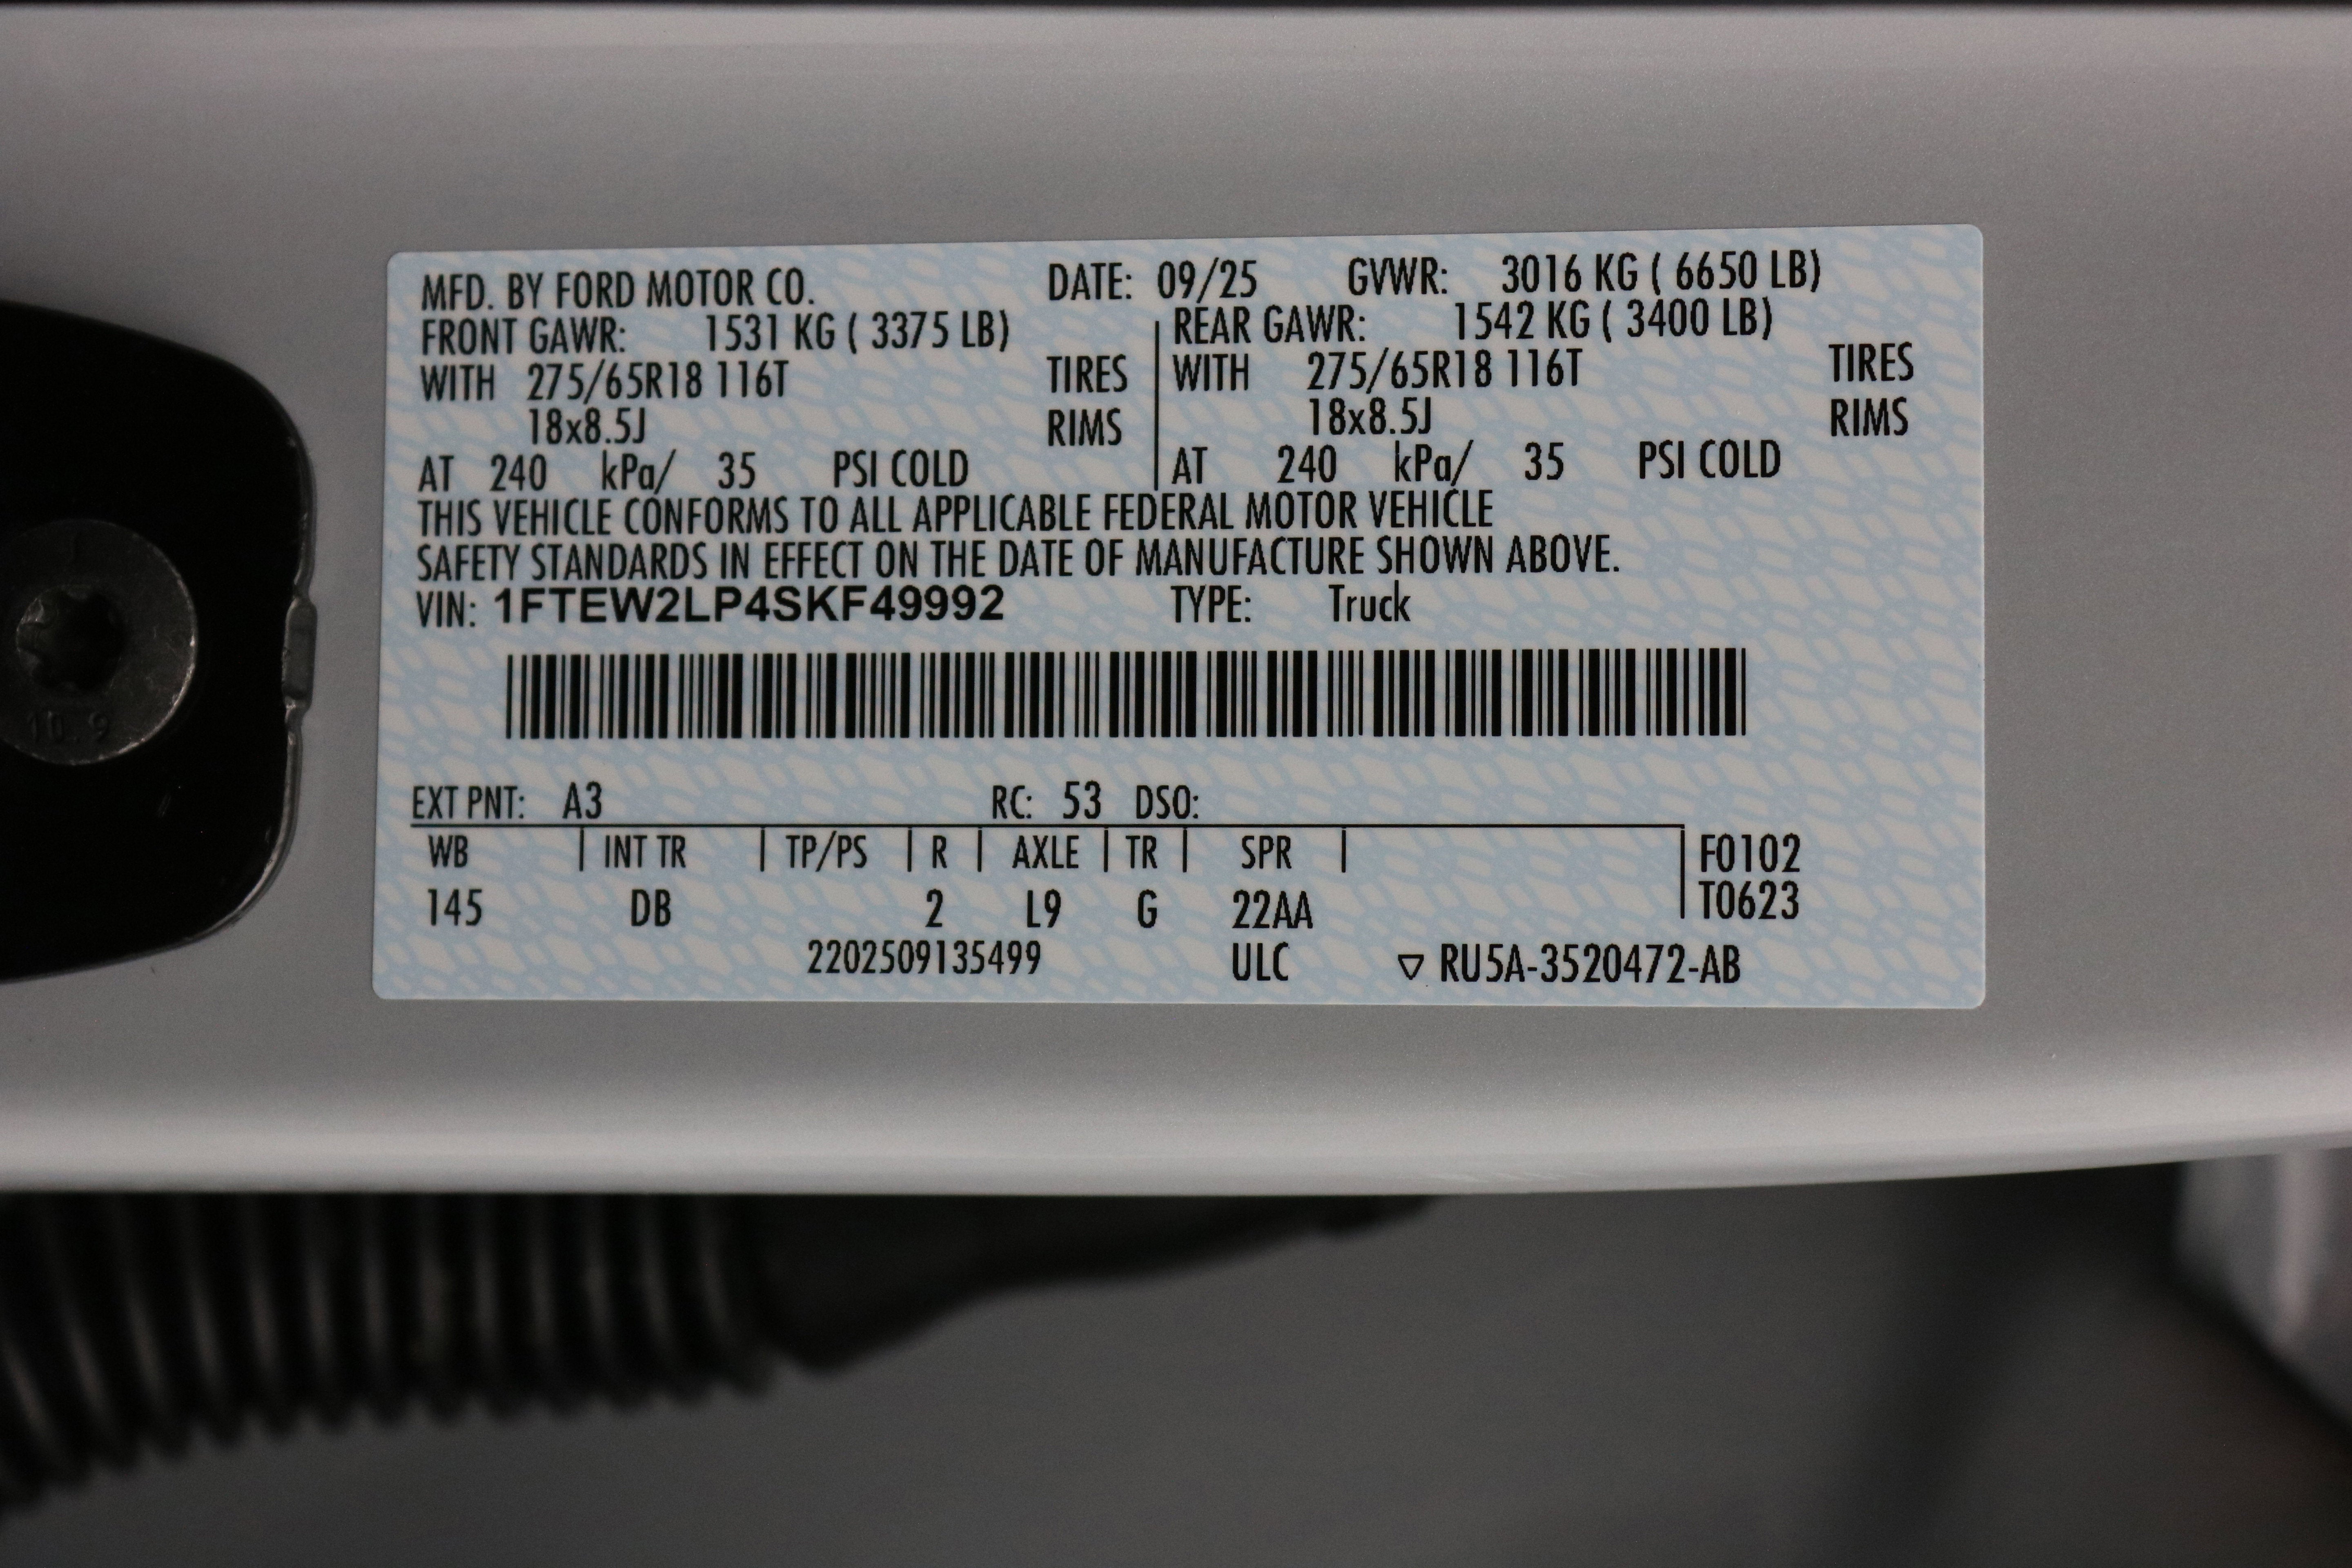 MFD. BY FORD MOTOR CO. DATE: 09/25 GVWR: 3016 KG ( 6650 LB)
FRONT GAWR: 1531 KG ( 3375 LB) REAR GAWR: 1542 KG ( 3400 LB)
WITH 275/65R18 116T TIRES WITH 275/65R18 116T TIRES
18x8.5J RIMS 18x8.5J RIMS
AT 240 kPa/ 35 PSI COLD AT 240 kPa/ 35 PSI COLD
THIS VEHICLE CONFORMS TO ALL APPLICABLE FEDERAL MOTOR VEHICLE
SAFETY STANDARDS IN EFFECT ON THE DATE OF MANUFACTURE SHOWN ABOVE.
VIN: 1FTEW2LP4SKF49992 TYPE: Truck
EXT PNT: A3 RC: 53 DSO:
WB INT TR TP/PS R AXLE TR SPR F0102
145 DB 2 L9 G 22AA T0623
2202509135499 ULC ▽ RU5A-3520472-AB
10.9